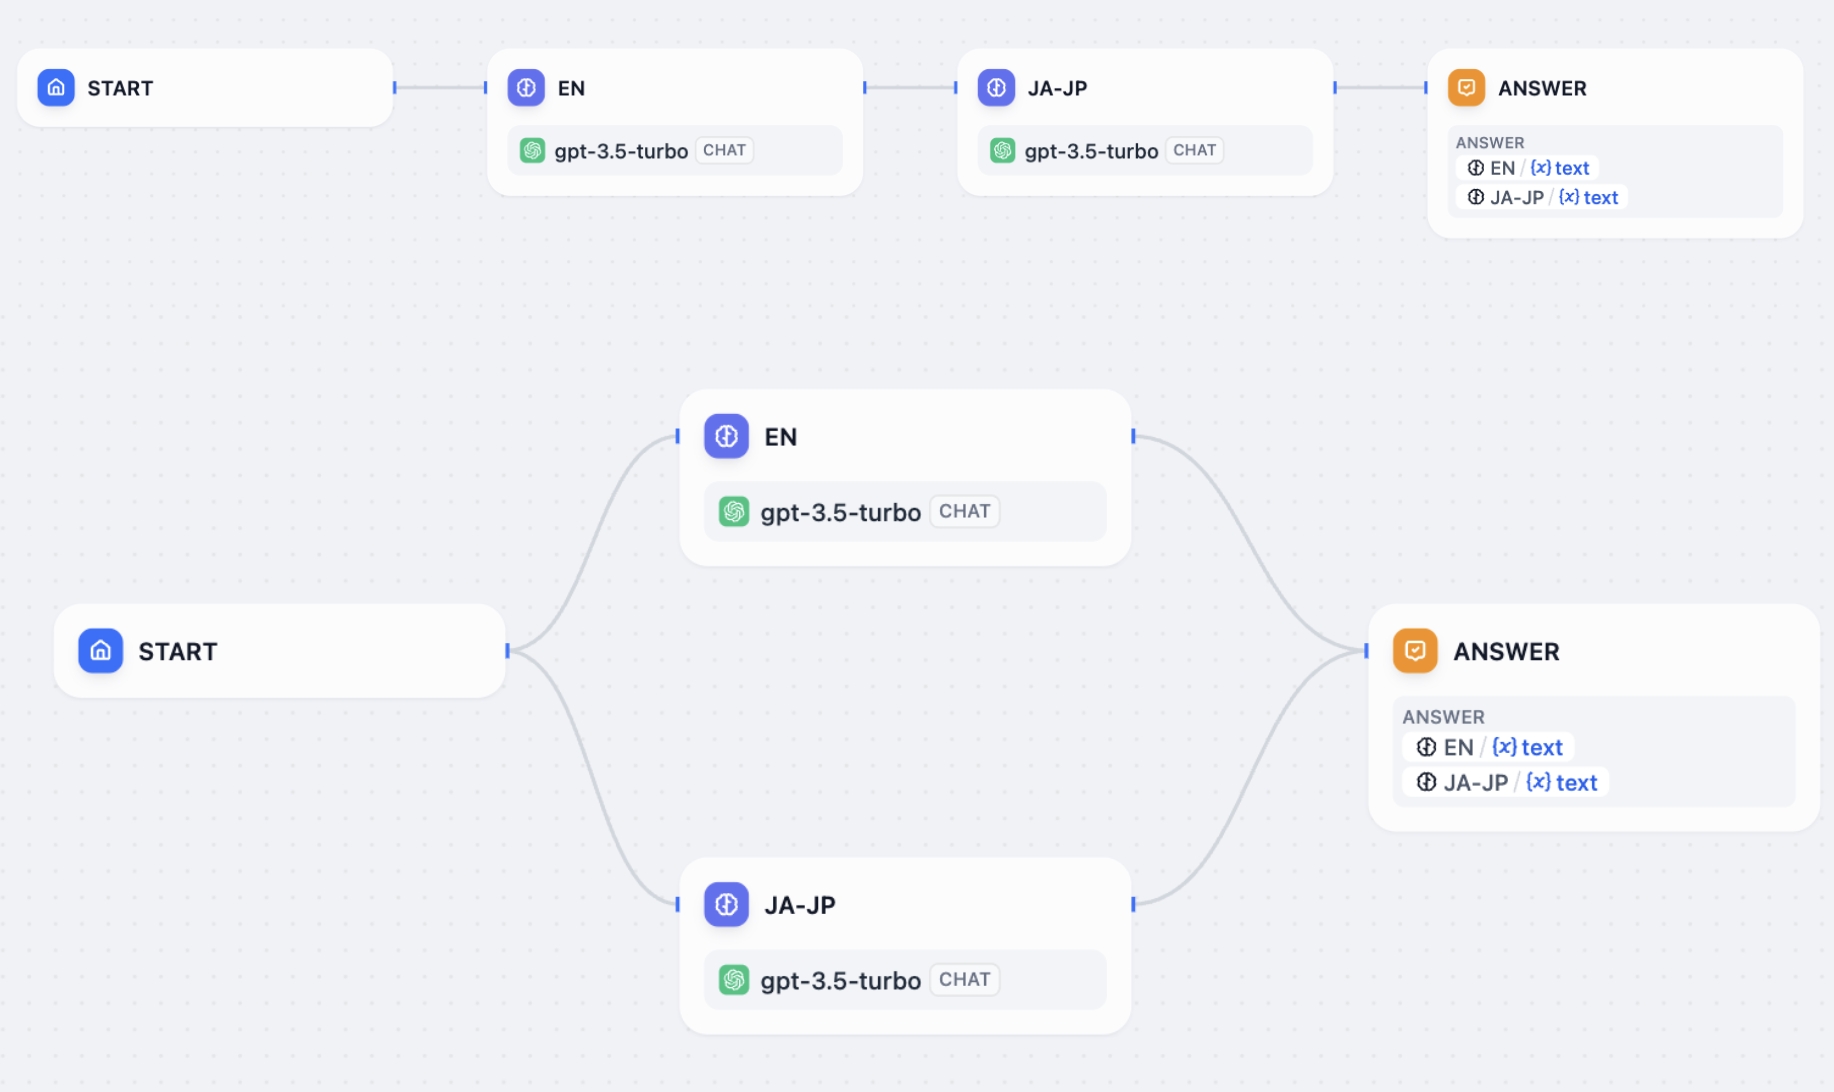 START
EN
gpt-3.5-turbo CHAT
JA-JP
gpt-3.5-turbo CHAT
ANSWER
ANSWER
EN / {x} text
JA-JP / {x} text
START
EN
gpt-3.5-turbo CHAT
JA-JP
gpt-3.5-turbo CHAT
ANSWER
ANSWER
EN / {x} text
JA-JP / {x} text